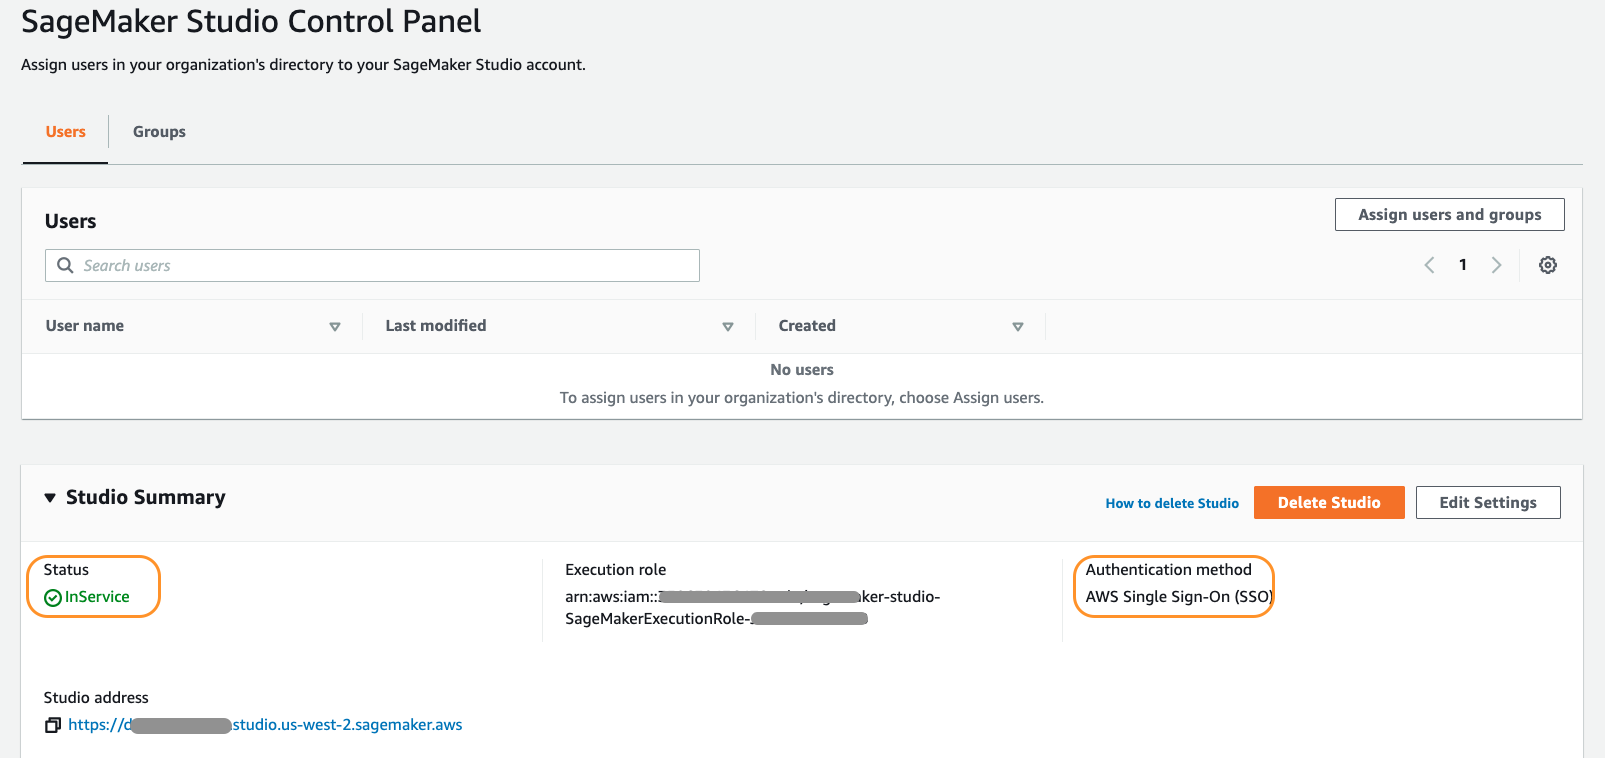 SageMaker Studio Control Panel
Assign users in your organization's directory to your SageMaker Studio account.
Users
Groups
Users
Assign users and groups
Search users
1
User name
Last modified
Created
No users
To assign users in your organization's directory, choose Assign users.
Studio Summary
How to delete Studio
Delete Studio
Edit Settings
Status
InService
Execution role
arn:aws:iam:: ker-studio-
SageMakerExecutionRole-
Authentication method
AWS Single Sign-On (SSO)
Studio address
https://d .studio.us-west-2.sagemaker.aws